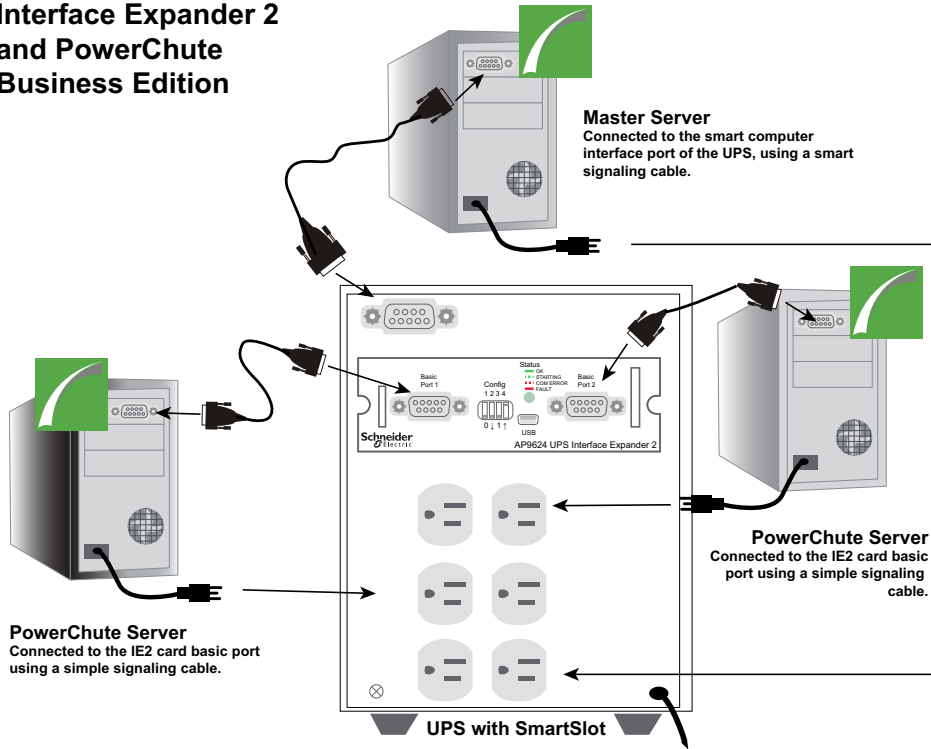 Interface Expander 2
and PowerChute
Business Edition
Master Server
Connected to the smart computer
interface port of the UPS, using a smart
signaling cable.
Basic
Port 1
Config
1 2 3 4
0 ↓ 1 ↑
Status
OK
STARTING
COM ERROR
FAULT
USB
Basic
Port 2
Schneider
Electric
AP9624 UPS Interface Expander 2
PowerChute Server
Connected to the IE2 card basic
port using a simple signaling
cable.
PowerChute Server
Connected to the IE2 card basic port
using a simple signaling cable.
UPS with SmartSlot